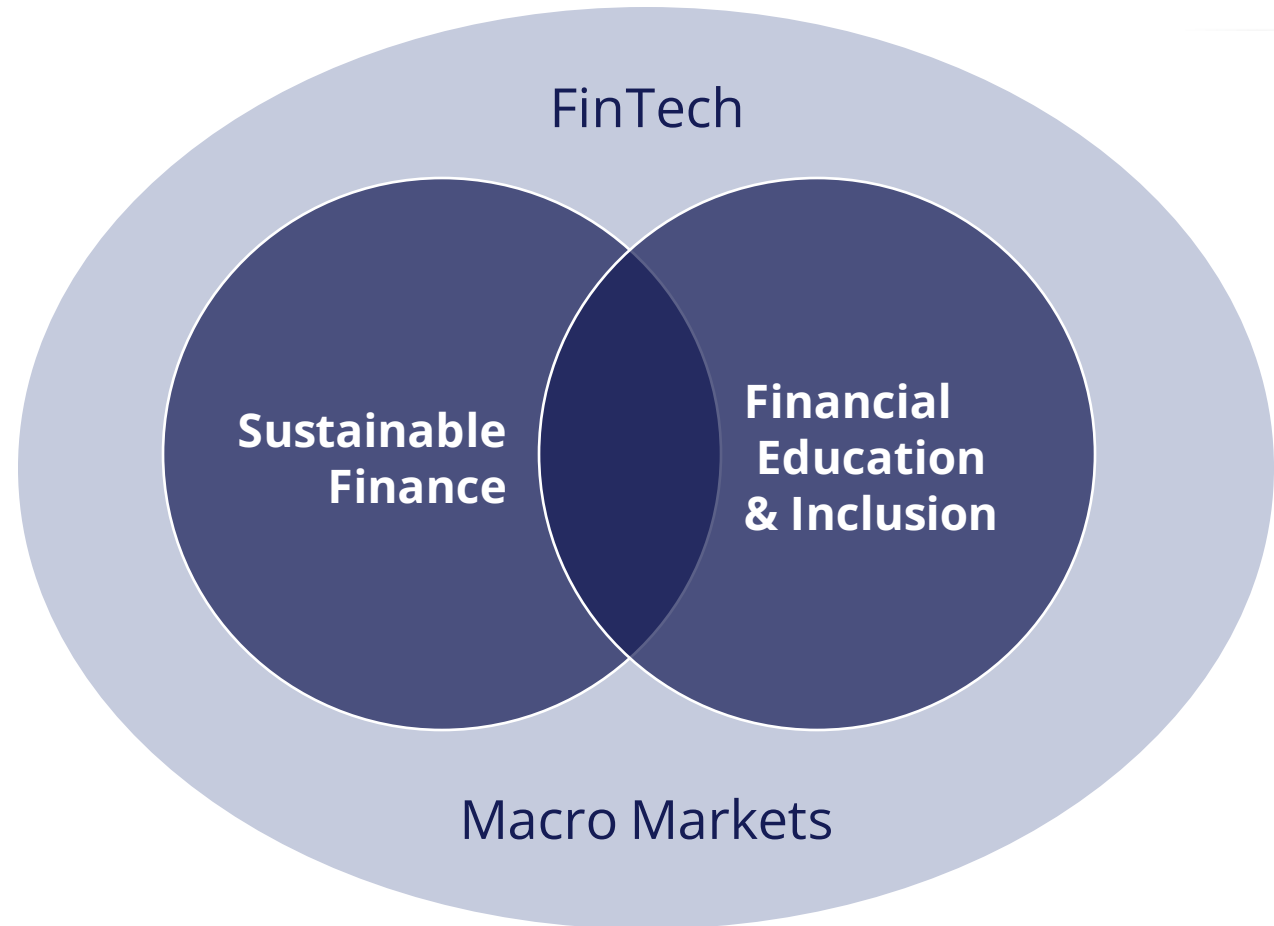 FinTech
Sustainable
Finance
Financial
Education
& Inclusion
Macro Markets